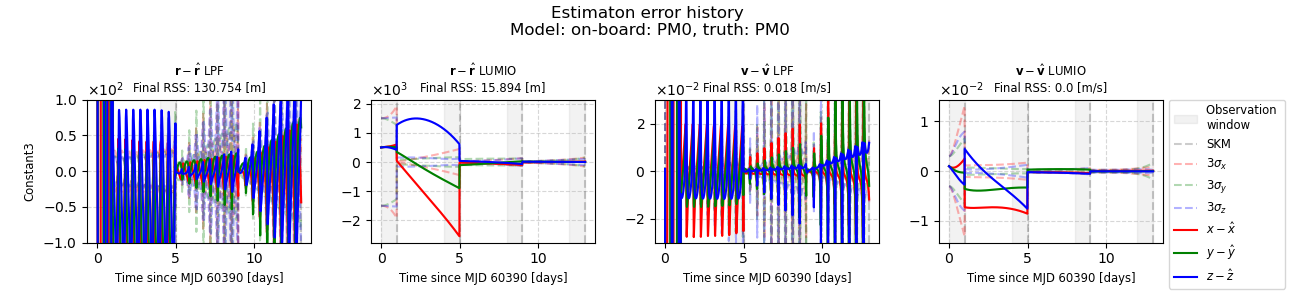 Estimaton error history
Model: on-board: PM0, truth: PM0
r − r̂ LPF
×10² Final RSS: 130.754 [m]
1.0
0.5
0.0
−0.5
−1.0
Constant3
0
5
10
Time since MJD 60390 [days]
r − r̂ LUMIO
×10³ Final RSS: 15.894 [m]
2
1
0
−1
−2
0
5
10
Time since MJD 60390 [days]
v − v̂ LPF
×10⁻² Final RSS: 0.018 [m/s]
2
0
−2
0
5
10
Time since MJD 60390 [days]
v − v̂ LUMIO
×10⁻² Final RSS: 0.0 [m/s]
1
0
−1
0
5
10
Time since MJD 60390 [days]
Observation
window
SKM
3σx
3σy
3σz
x − x̂
y − ŷ
z − ẑ